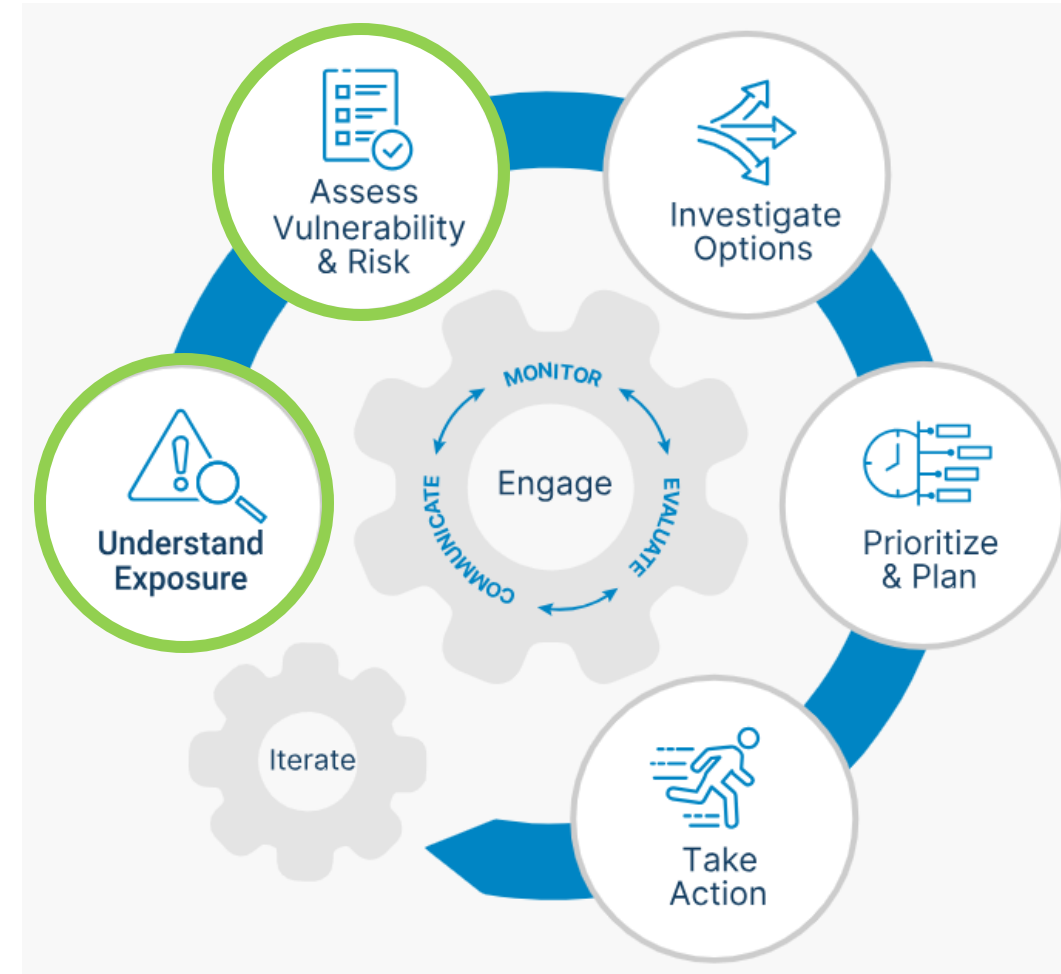 Understand
Exposure
Assess
Vulnerability
& Risk
Investigate
Options
Prioritize
& Plan
Take
Action
Iterate
Engage
MONITOR
EVALUATE
COMMUNICATE